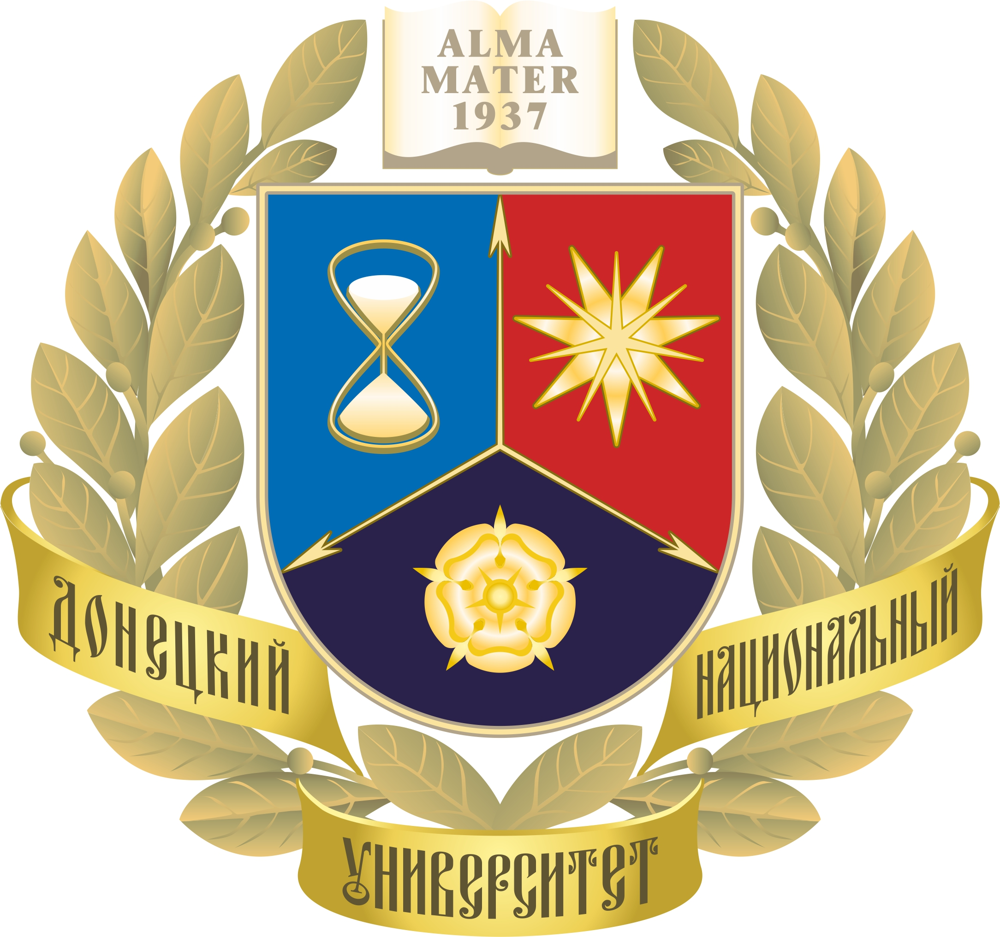 ALMA
MATER
1937
Донецкий
национальный
Университет